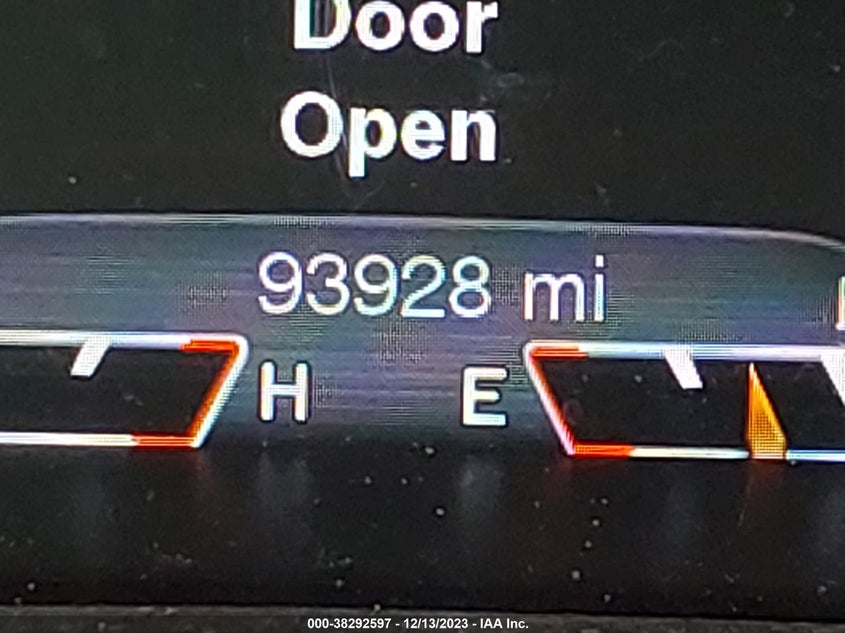 Door
Open
93928 mi
H E
000-38292597 - 12/13/2023 - IAA Inc.